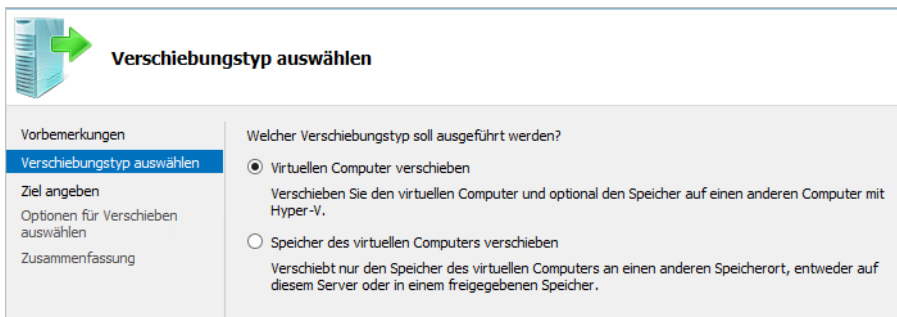 Verschiebungstyp auswählen
Vorbemerkungen
Verschiebungstyp auswählen
Ziel angeben
Optionen für Verschieben
auswählen
Zusammenfassung
Welcher Verschiebungstyp soll ausgeführt werden?
Virtuellen Computer verschieben
Verschieben Sie den virtuellen Computer und optional den Speicher auf einen anderen Computer mit
Hyper-V.
Speicher des virtuellen Computers verschieben
Verschiebt nur den Speicher des virtuellen Computers an einen anderen Speicherort, entweder auf
diesem Server oder in einem freigegebenen Speicher.